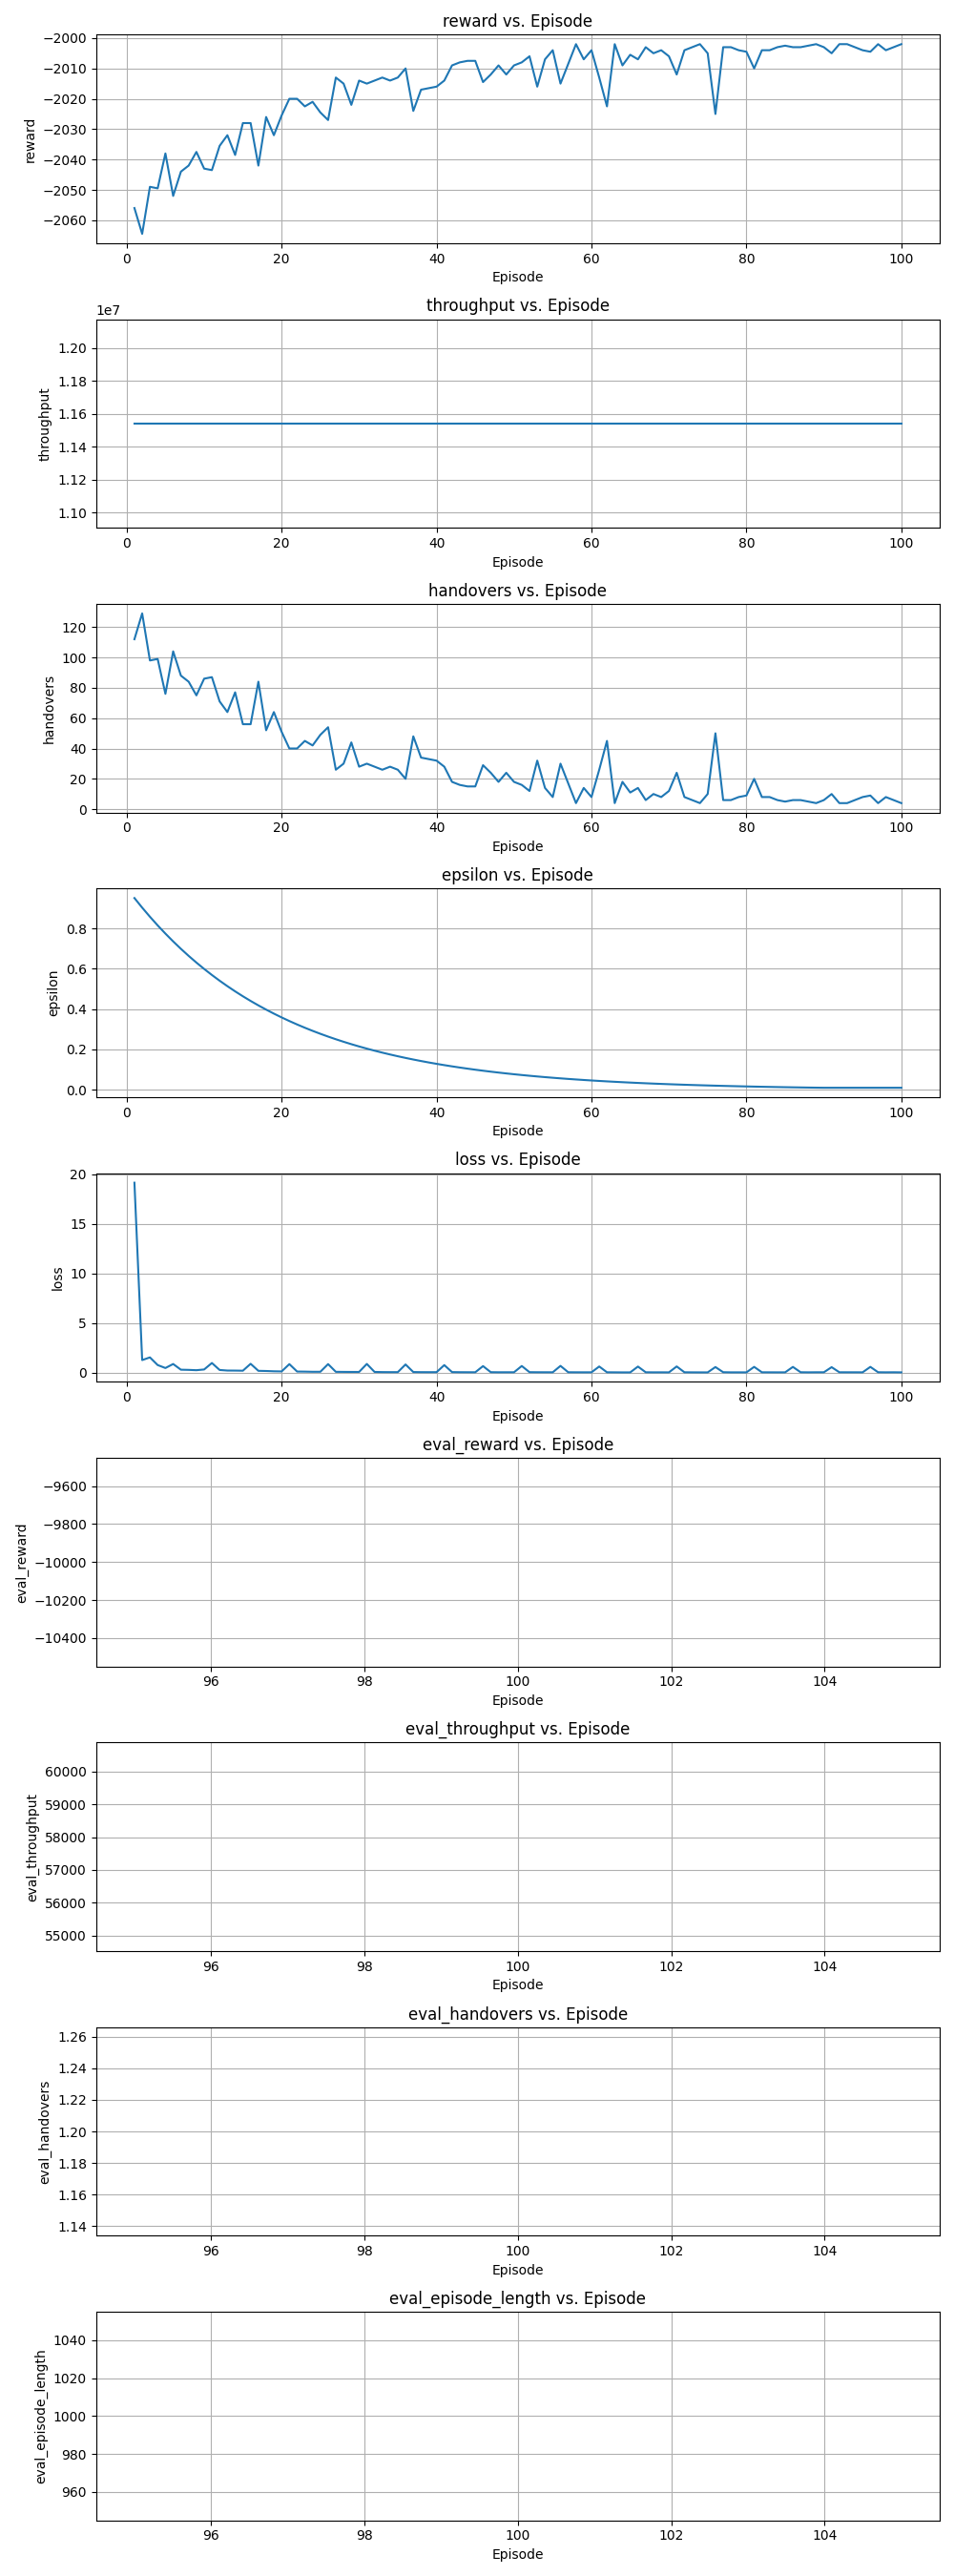 reward vs. Episode
−2000
−2010
−2020
−2030
−2040
−2050
−2060
reward
0 20 40 60 80 100
Episode
throughput vs. Episode
1e7
1.20
1.18
1.16
1.14
1.12
1.10
throughput
0 20 40 60 80 100
Episode
handovers vs. Episode
120
100
80
60
40
20
0
handovers
0 20 40 60 80 100
Episode
epsilon vs. Episode
0.8
0.6
0.4
0.2
0.0
epsilon
0 20 40 60 80 100
Episode
loss vs. Episode
20
15
10
5
0
loss
0 20 40 60 80 100
Episode
eval_reward vs. Episode
−9600
−9800
−10000
−10200
−10400
eval_reward
96 98 100 102 104
Episode
eval_throughput vs. Episode
60000
59000
58000
57000
56000
55000
eval_throughput
96 98 100 102 104
Episode
eval_handovers vs. Episode
1.26
1.24
1.22
1.20
1.18
1.16
1.14
eval_handovers
96 98 100 102 104
Episode
eval_episode_length vs. Episode
1040
1020
1000
980
960
eval_episode_length
96 98 100 102 104
Episode